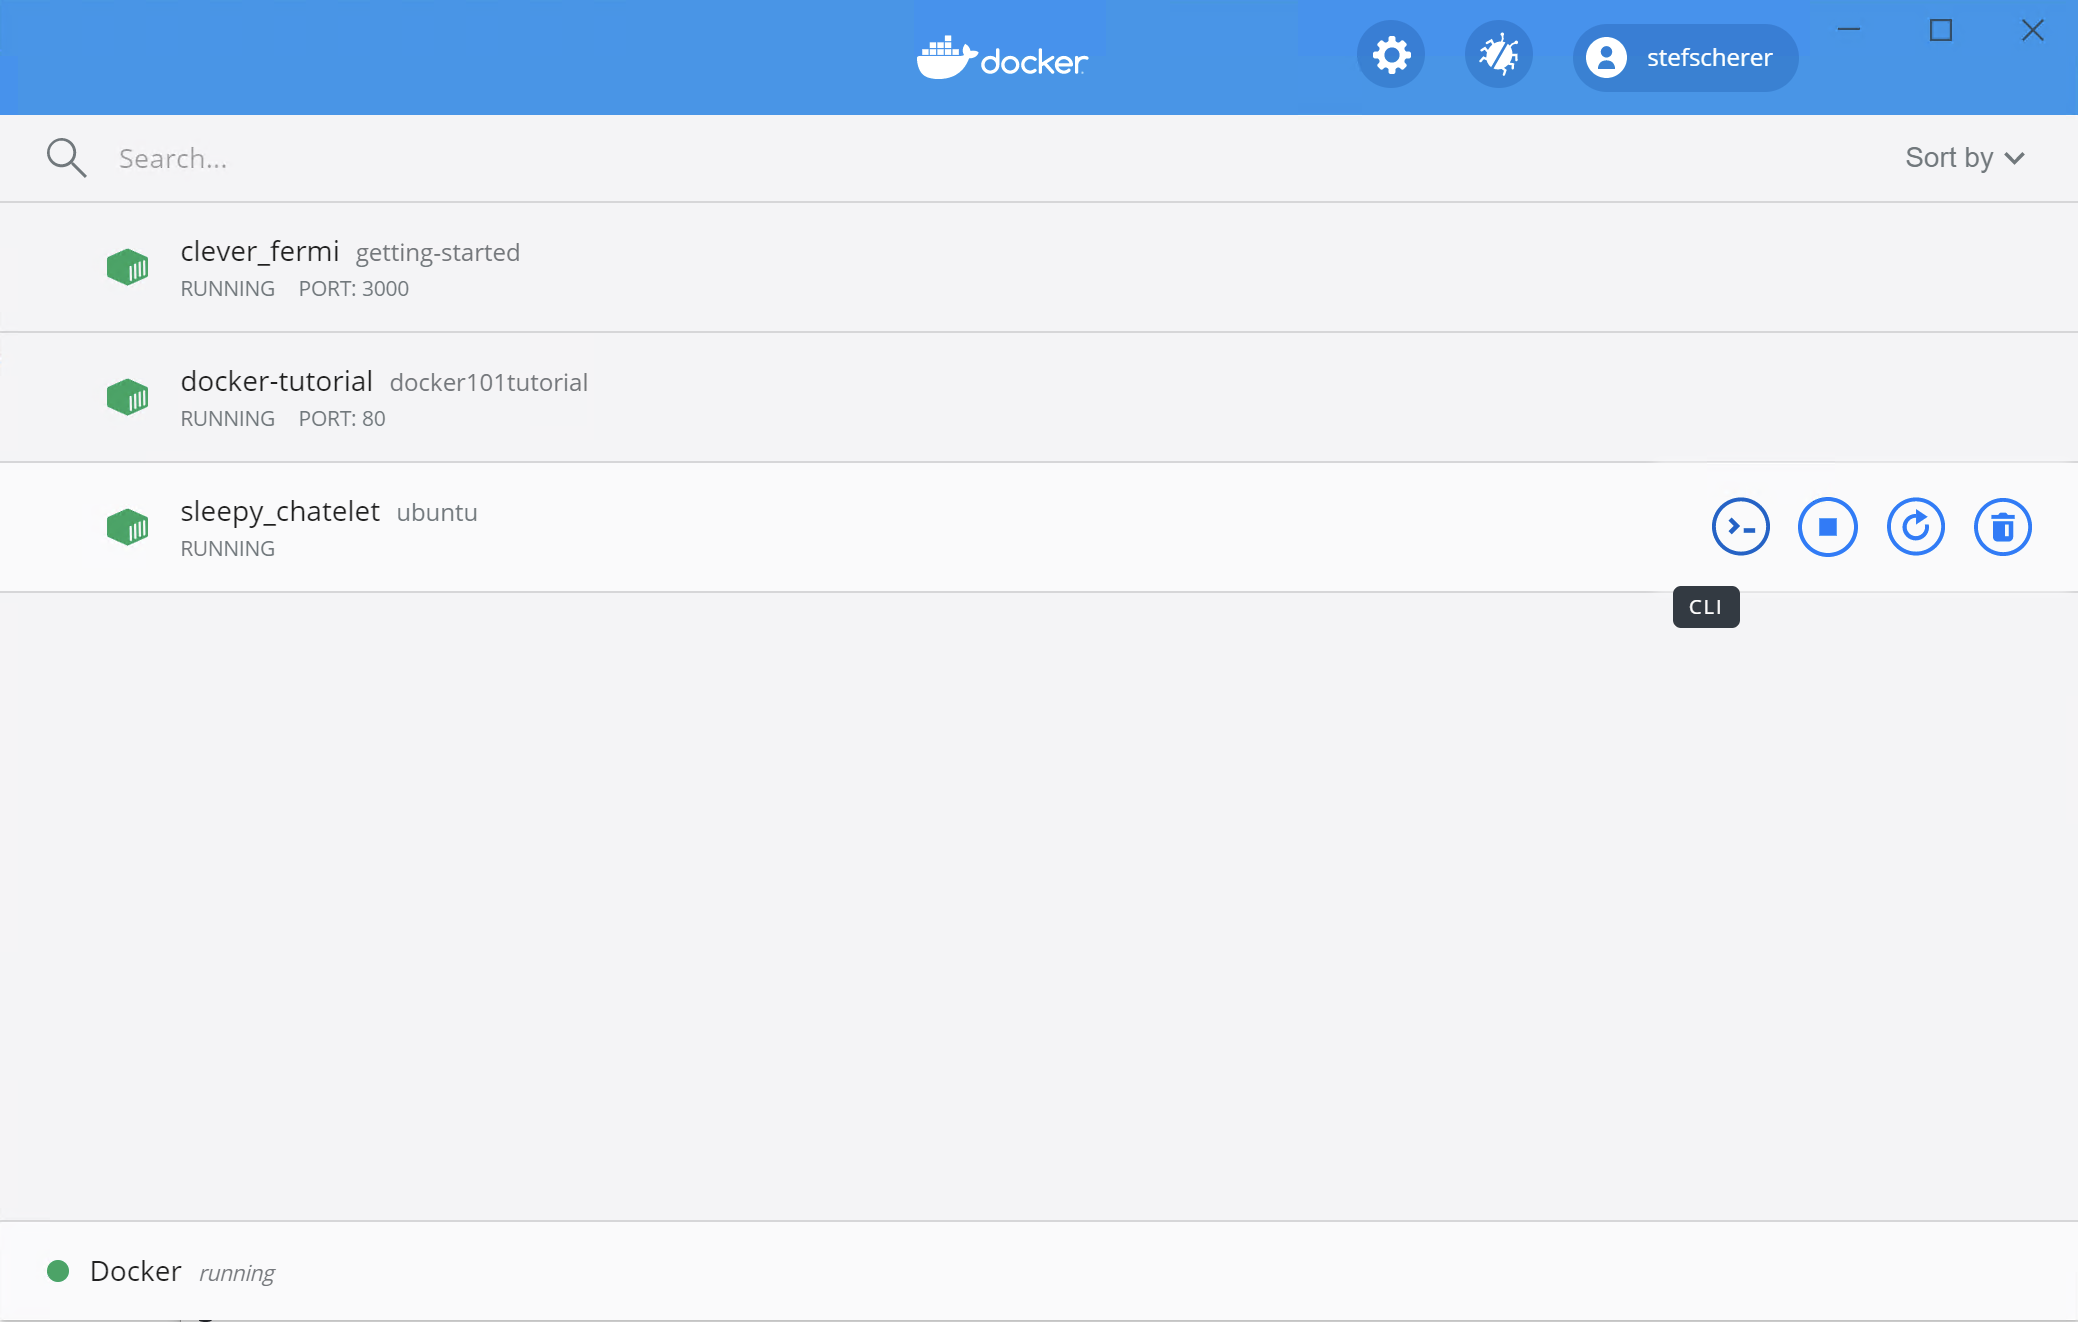 docker
stefscherer
Search...
Sort by
clever_fermi getting-started
RUNNING PORT: 3000
docker-tutorial docker101tutorial
RUNNING PORT: 80
sleepy_chatelet ubuntu
RUNNING
CLI
Docker running